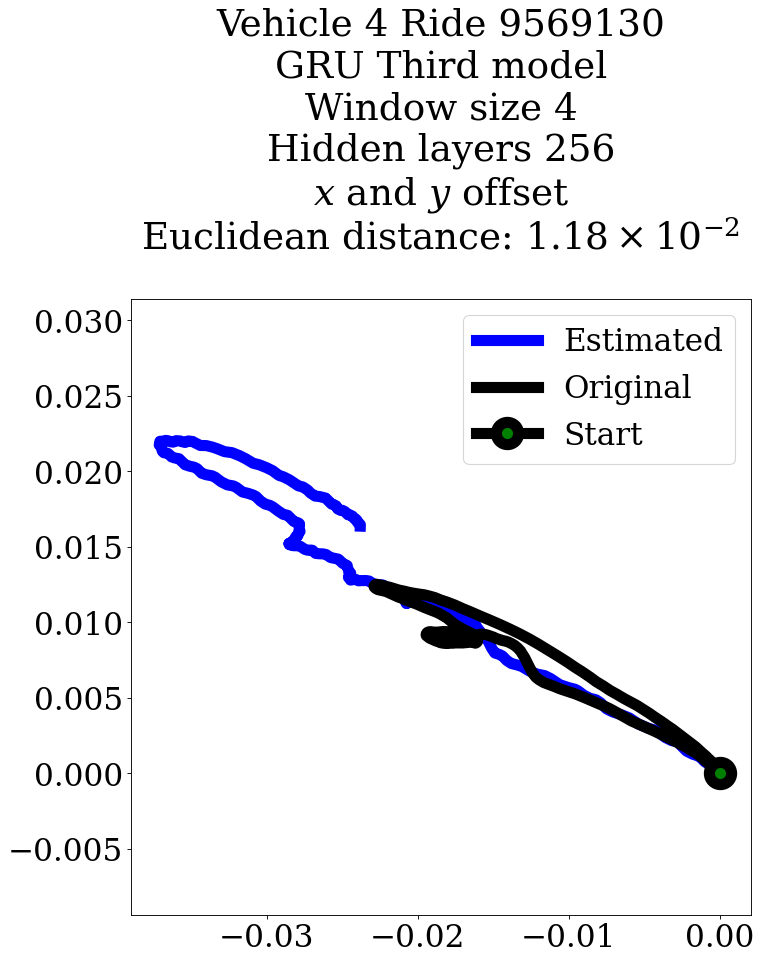 Vehicle 4 Ride 9569130
GRU Third model
Window size 4
Hidden layers 256
x and y offset
Euclidean distance: 1.18 × 10⁻²
Estimated
Original
Start
0.030
0.025
0.020
0.015
0.010
0.005
0.000
−0.005
−0.03 −0.02 −0.01 0.00